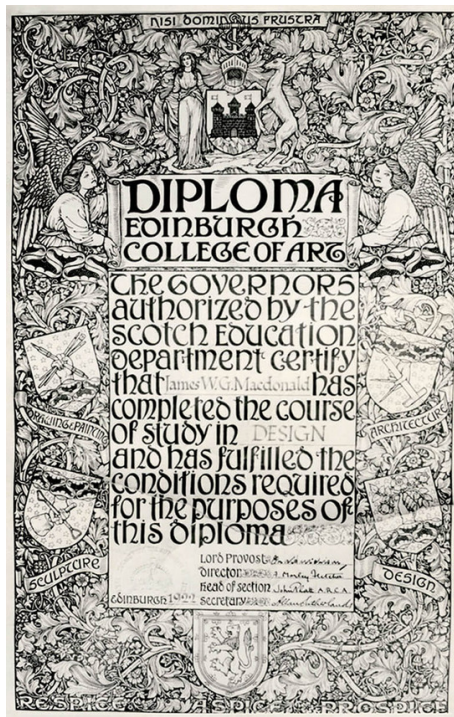 NISI DOMINUS FRUSTRA
DIPLOMA
EDINBURGH
COLLEGE OF ART
THE GOVERNORS
authorized by the
SCOTCH EDUCATION
DEPARTMENT CERTIFY
that James W.G. Macdonald has
completed the course
of study in DESIGN
and has fulfilled the
conditions required
for the purposes of
this diploma
DRAWING & PAINTING
ARCHITECTURE
SCULPTURE
DESIGN
Lord Provost
Director
Head of section John Platt A.R.C.A.
Secretary
EDINBURGH 1922
RESPICE ASPICE PROSPICE